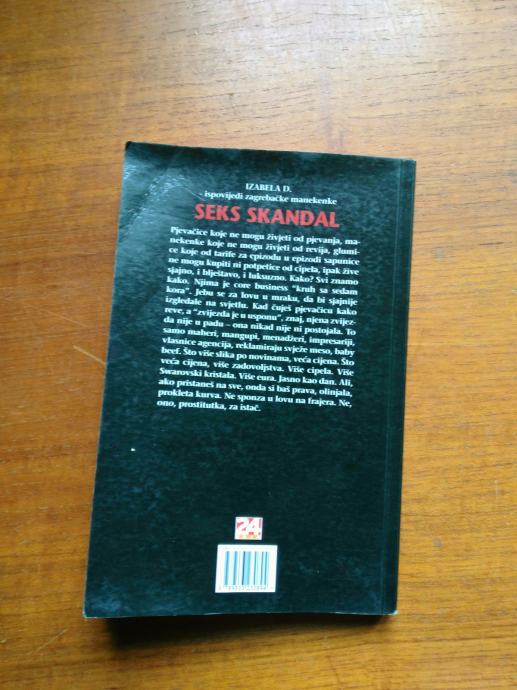 IZABELA D.
- ispovijedi zagrebačke manekenke
SEKS SKANDAL
Pjevačice koje ne mogu živjeti od pjevanja, ma-
nekenke koje ne mogu živjeti od revija, glumi-
ce koje od tarife za epizodu u epizodi sapunice
ne mogu kupiti ni potpetice od cipela, ipak žive
sjajno, i blještavo, i luksuzno. Kako? Svi znamo
kako. Njima je core business "kruh sa sedam
kora". Jebu se za lovu u mraku, da bi sjajnije
izgledale na svjetlu. Kad čuješ pjevačicu kako
reve, a "zvijezda je u usponu", znaj, njena zvijez-
da nije u padu – ona nikad nije ni postojala. To
samo maheri, mangupi, menadžeri, impresariji,
vlasnice agencija, reklamiraju svježe meso, baby
beef. Što više slika po novinama, veća cijena. Što
veća cijena, više zadovoljstva. Više cipela. Više
Swarovski kristala. Više eura. Jasno kao dan. Ali,
ako pristaneš na sve, onda si baš prava, olinjala,
prokleta kurva. Ne sponza u lovu na frajera. Ne,
ono, prostitutka, za istač.
24